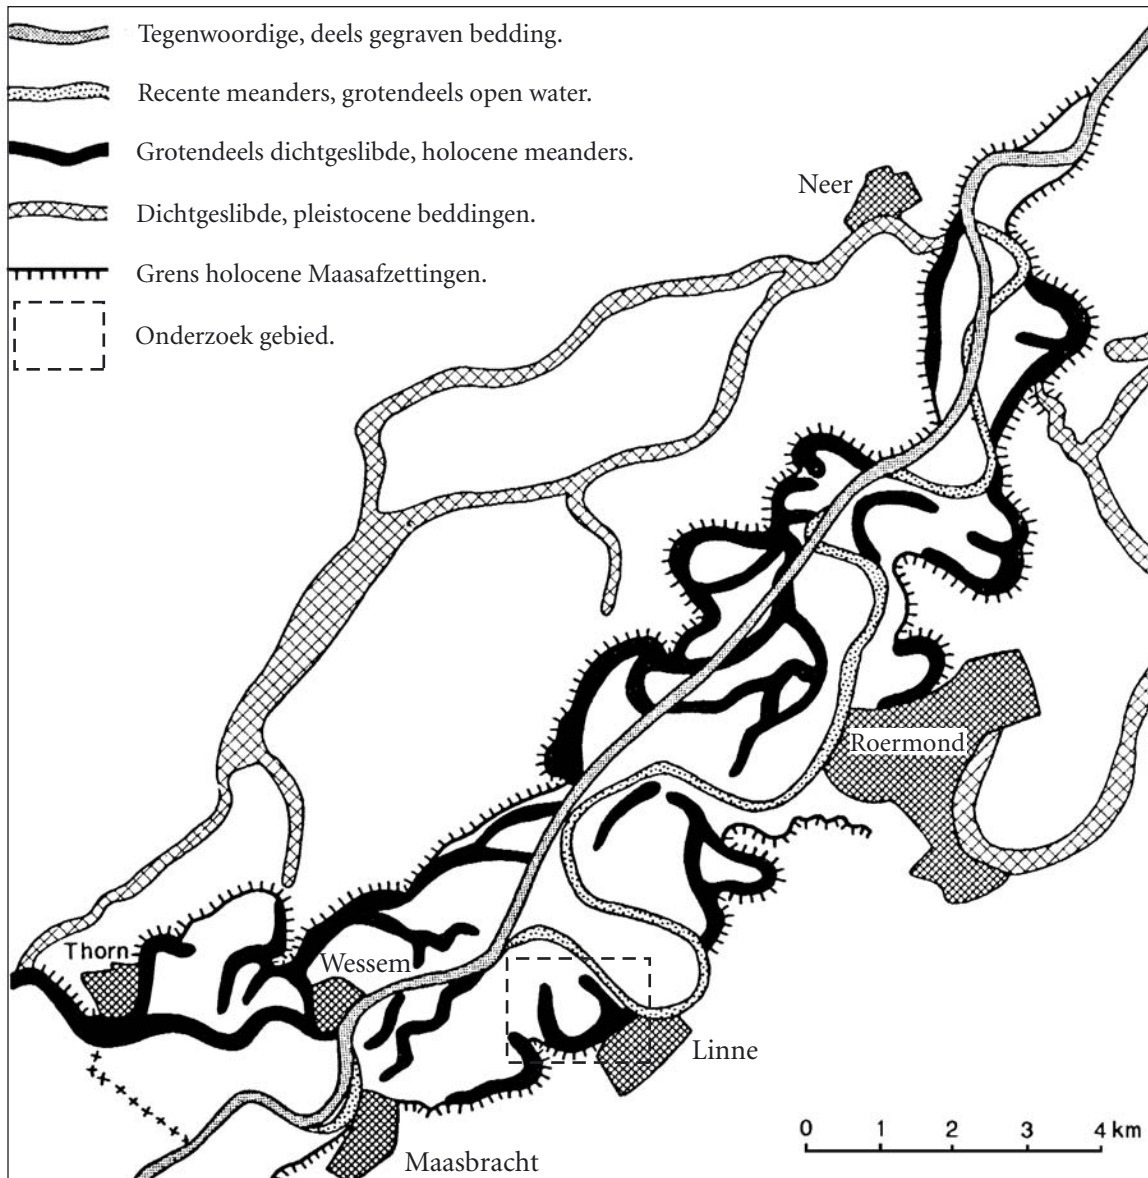 Tegenwoordige, deels gegraven bedding.
Recente meanders, grotendeels open water.
Grotendeels dichtgeslibde, holocene meanders.
Dichtgeslibde, pleistocene beddingen.
Grens holocene Maasafzettingen.
Onderzoek gebied.
Neer
Roermond
Thorn
Wessem
Linne
Maasbracht
0 1 2 3 4 km